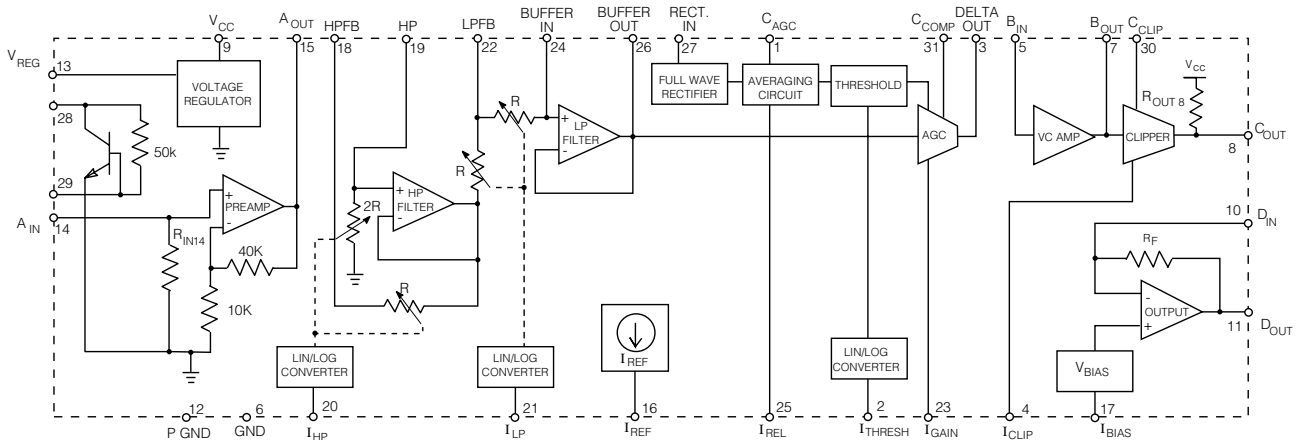 VCC
9
AOUT
15
HPFB
18
HP
19
LPFB
22
BUFFER
IN
24
BUFFER
OUT
26
RECT.
IN
27
CAGC
1
CCOMP
31
DELTA
OUT
3
BIN
5
BOUT
7
CCLIP
30
VREG
13
VOLTAGE
REGULATOR
28
50k
29
AIN
14
RIN14
+
PREAMP
-
40K
10K
2R
+
HP
FILTER
-
R
R
R
+
LP
FILTER
-
FULL WAVE
RECTIFIER
AVERAGING
CIRCUIT
THRESHOLD
AGC
VC AMP
CLIPPER
VCC
ROUT 8
COUT
8
10
DIN
RF
-
OUTPUT
+
11
DOUT
VBIAS
LIN/LOG
CONVERTER
LIN/LOG
CONVERTER
IREF
LIN/LOG
CONVERTER
12
P GND
6
GND
20
IHP
21
ILP
16
IREF
25
IREL
2
ITHRESH
23
IGAIN
4
ICLIP
17
IBIAS